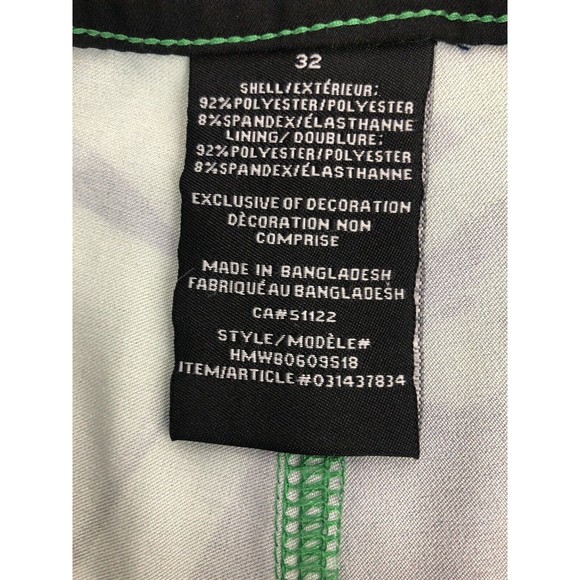 32
SHELL/EXTÉRIEUR:
92%POLYESTER/POLYESTER
8%SPANDEX/ÉLASTHANNE
LINING/ DOUBLURE:
92%POLYESTER/POLYESTER
8%SPANDEX/ÉLASTHANNE
EXCLUSIVE OF DECORATION
DÈCORATION NON
COMPRISE
MADE IN BANGLADESH
FABRIQUÉ AU BANGLADESH
CA#51122
STYLE/MODÈLE#
HMWB0609S18
ITEM/ARTICLE #031437834